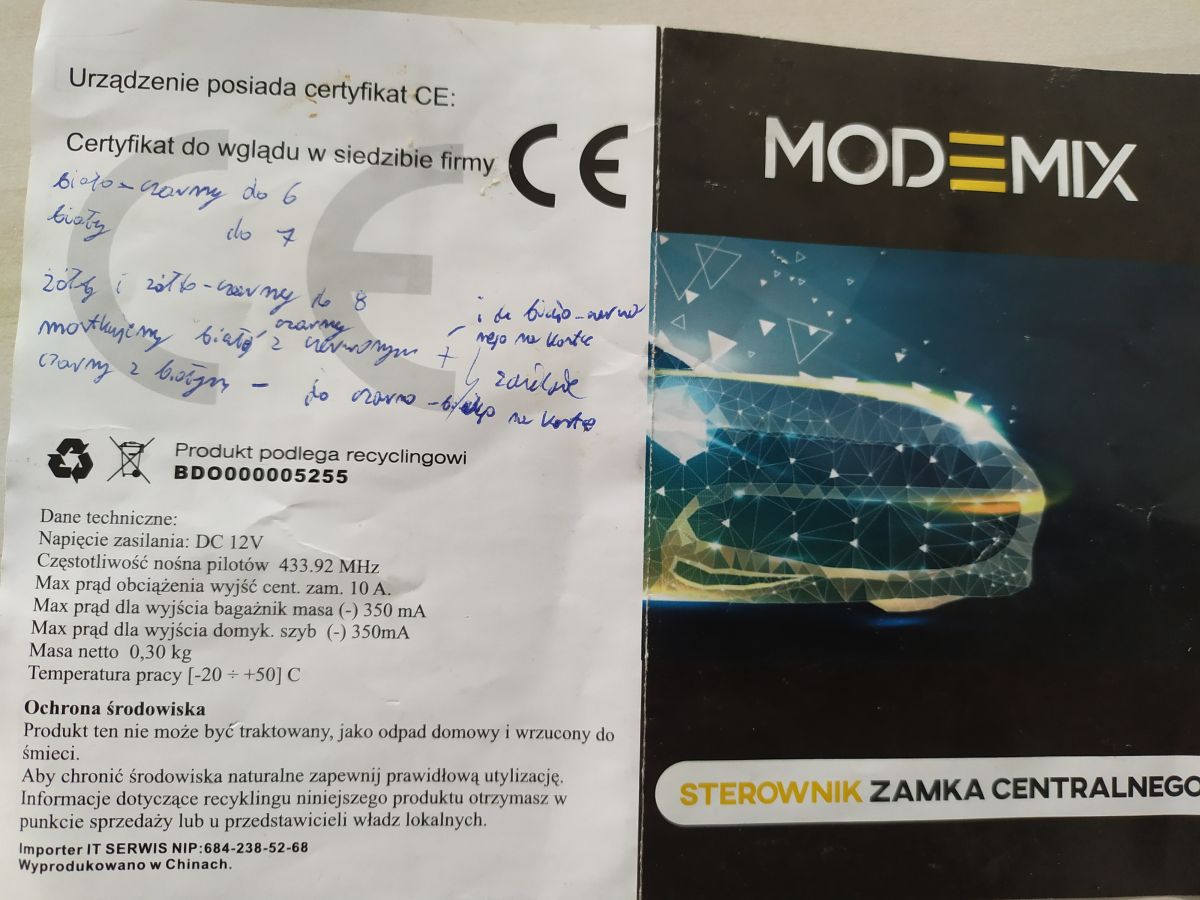 Urządzenie posiada certyfikat CE:
Certyfikat do wglądu w siedzibie firmy
CE
biało-czarny do 6
biały do 7
żółty i żółto-czarny do 8
mostkujemy biały z czerwonym +
czarny
i do biało-czarnego na kostce
czarny z białym - do czarno-białego na kostce
Produkt podlega recyclingowi
BDO000005255
Dane techniczne:
Napięcie zasilania: DC 12V
Częstotliwość nośna pilotów 433.92 MHz
Max prąd obciążenia wyjść cent. zam. 10 A.
Max prąd dla wyjścia bagażnik masa (-) 350 mA
Max prąd dla wyjścia domyk. szyb (-) 350mA
Masa netto 0,30 kg
Temperatura pracy [-20 ÷ +50] C
Ochrona środowiska
Produkt ten nie może być traktowany, jako odpad domowy i wrzucony do
śmieci.
Aby chronić środowiska naturalne zapewnij prawidłową utylizację.
Informacje dotyczące recyklingu niniejszego produktu otrzymasz w
punkcie sprzedaży lub u przedstawicieli władz lokalnych.
Importer IT SERWIS NIP:684-238-52-68
Wyprodukowano w Chinach.
MODEMIX
STEROWNIK ZAMKA CENTRALNEGO